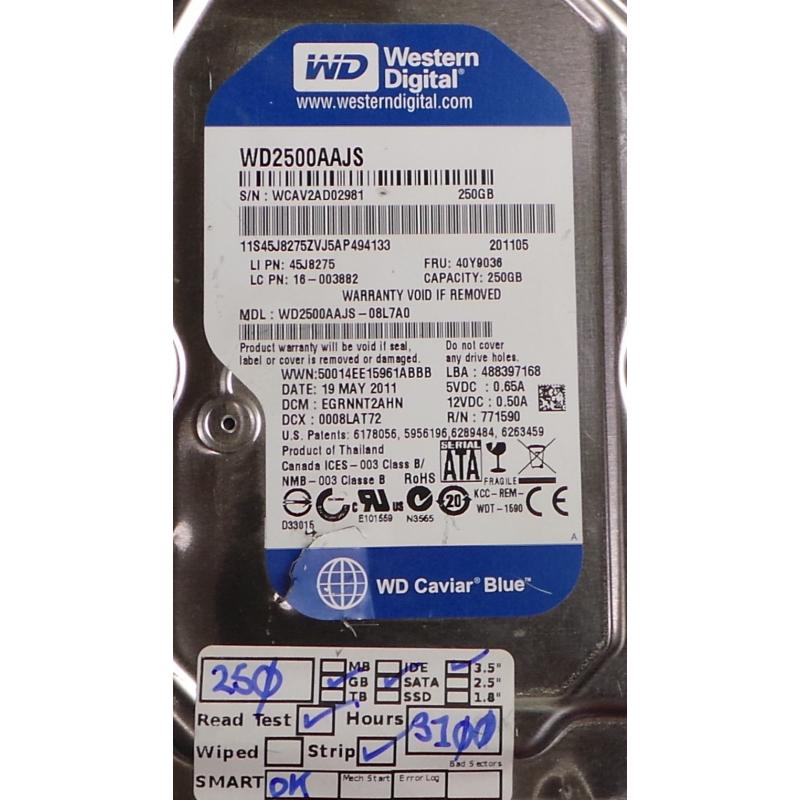 WD Western Digital®
www.westerndigital.com
WD2500AAJS
S/N : WCAV2AD02981 250GB
11S45J8275ZVJ5AP494133 201105
LI PN: 45J8275 FRU: 40Y9036
LC PN: 16-003882 CAPACITY: 250GB
WARRANTY VOID IF REMOVED
MDL : WD2500AAJS-08L7A0
Product warranty will be void if seal, Do not cover
label or cover is removed or damaged. any drive holes.
WWN:50014EE15961ABBB LBA : 488397168
DATE: 19 MAY 2011 5VDC : 0.65A
DCM : EGRNNT2AHN 12VDC : 0.50A
DCX : 0008LAT72 R/N : 771590
U.S. Patents: 6178056, 5956196,6289484, 6263459
Product of Thailand SERIAL
Canada ICES-003 Class B/ ATA
NMB-003 Classe B RoHS FRAGILE
c RU us 20 KCC-REM- CE
D33015 E101559 N3565 WDT-1590
A
WD Caviar® Blue™
250 MB IDE 3.5"
GB SATA 2.5"
TB SSD 1.8"
Read Test Hours 3100
Wiped Strip Bad Sectors
SMART OK Mech Start Error Log